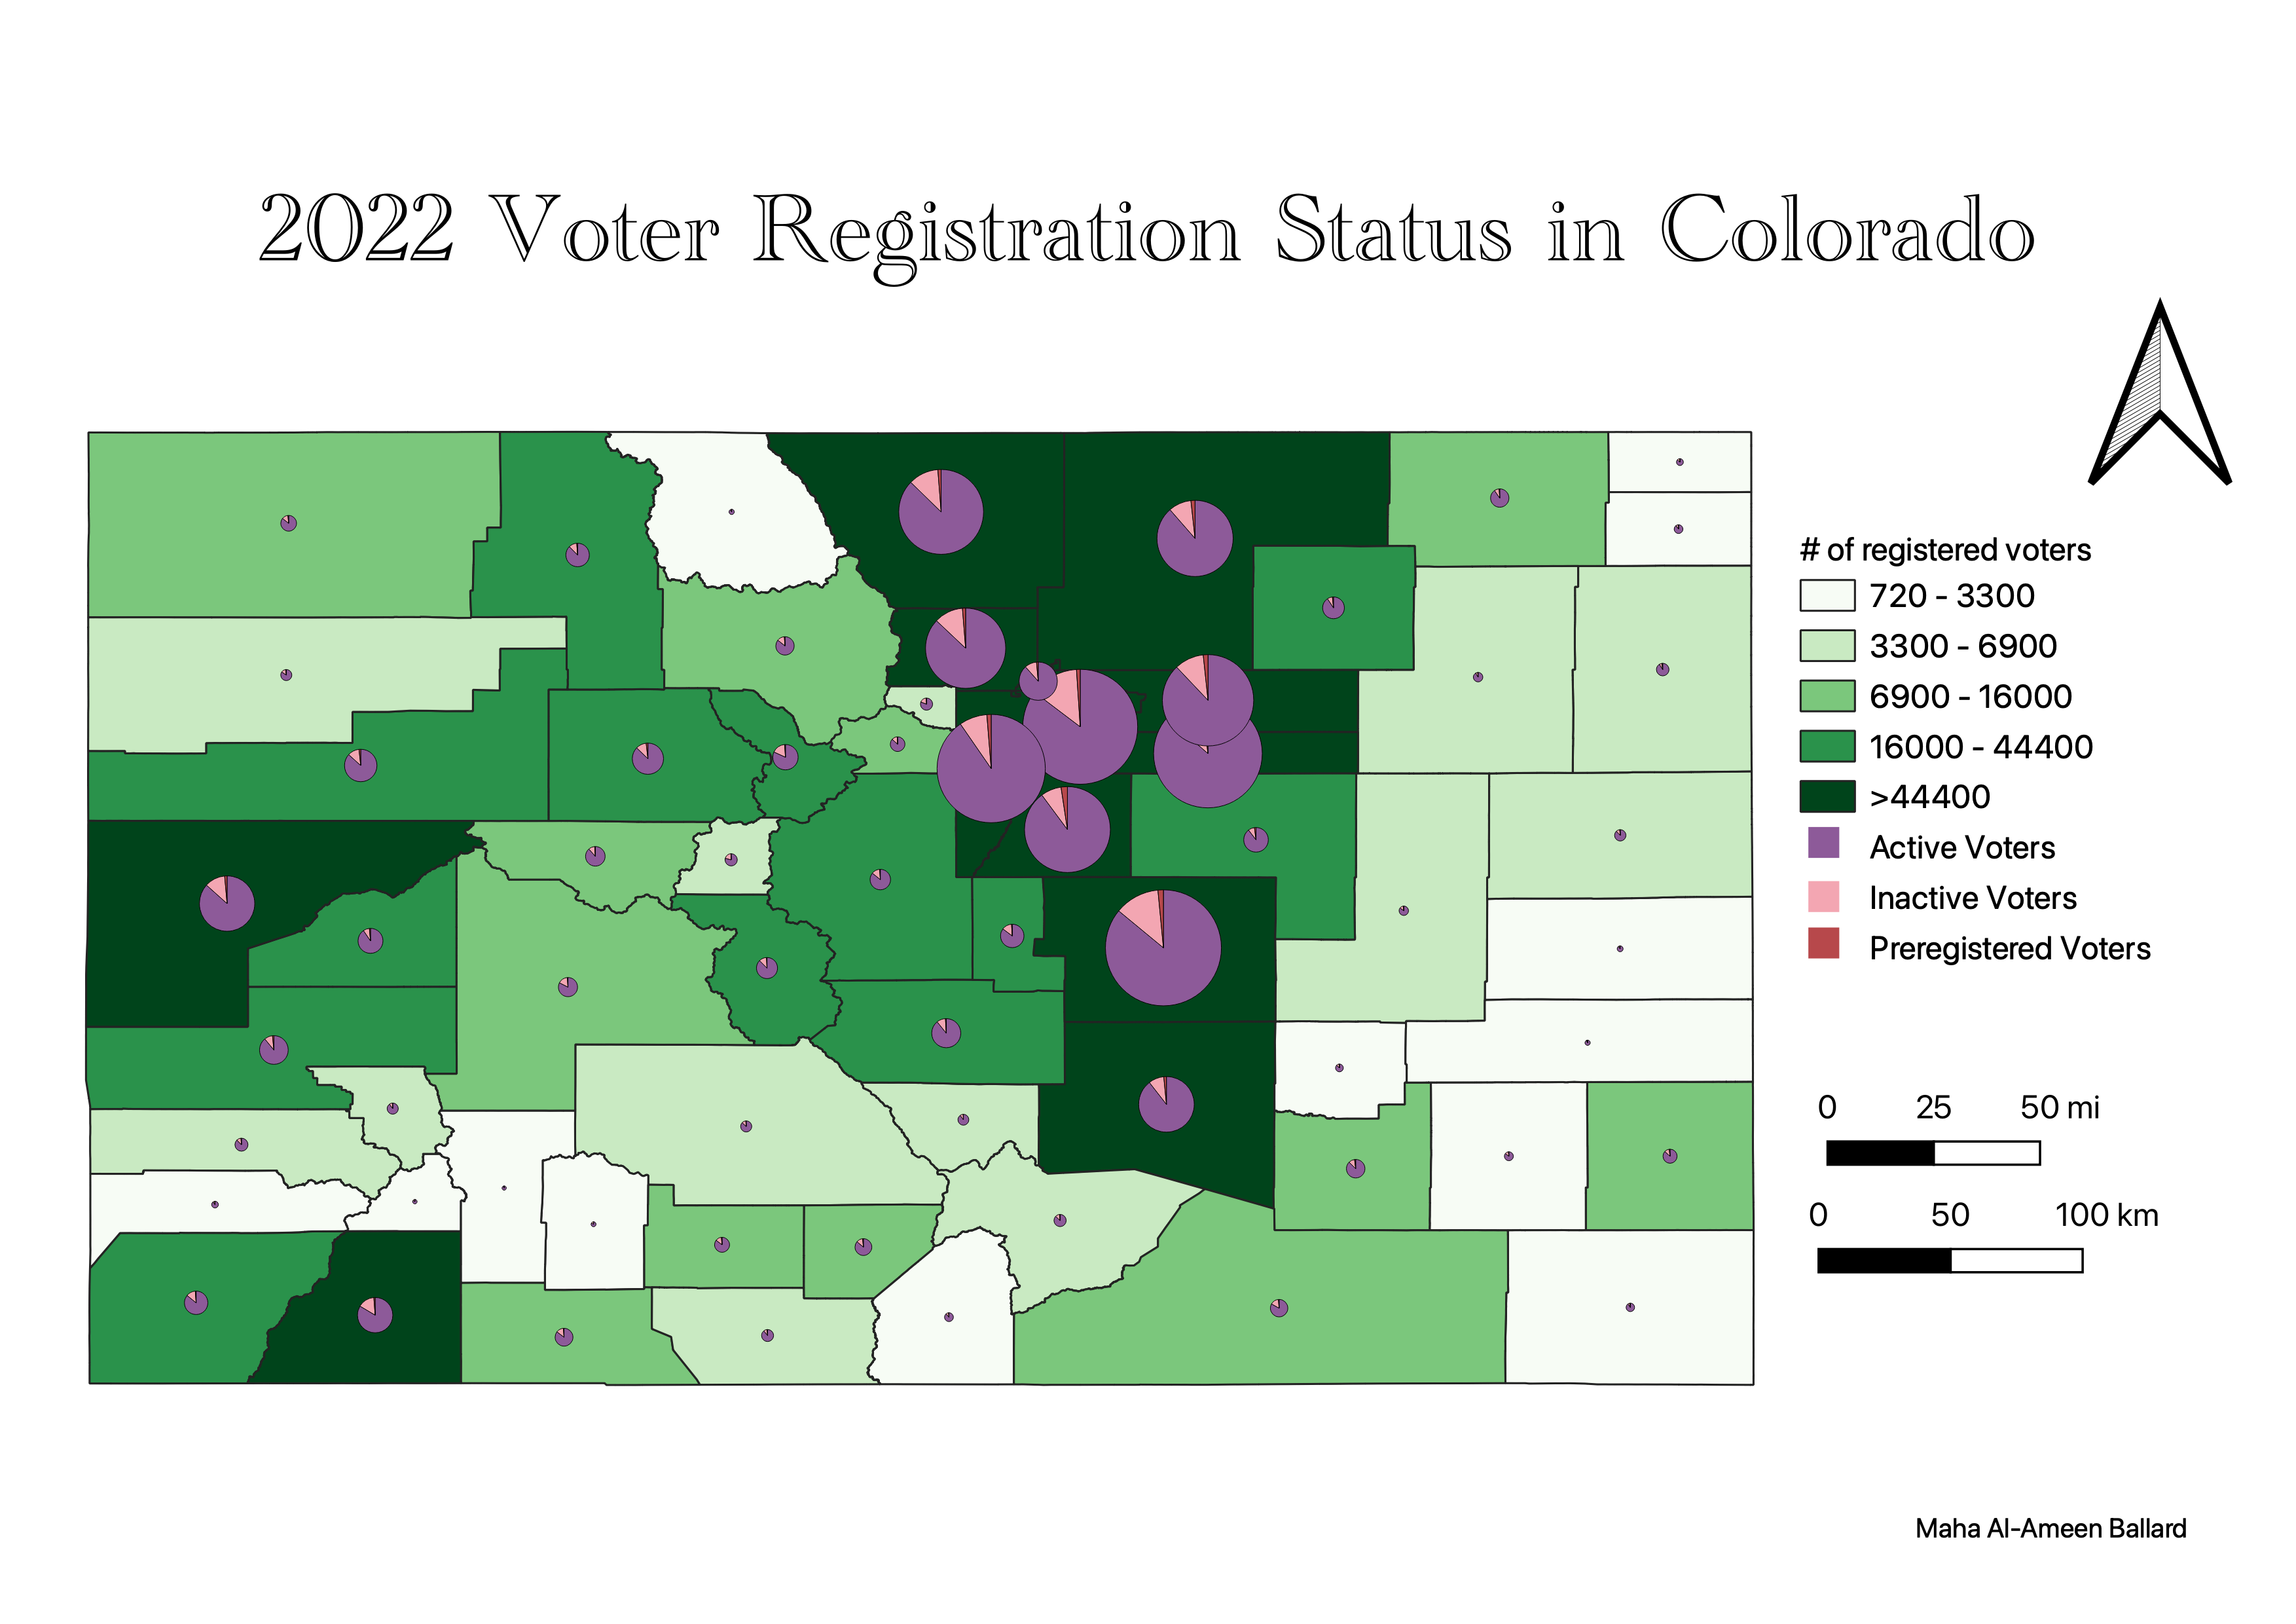 2022 Voter Registration Status in Colorado
# of registered voters
720 - 3300
3300 - 6900
6900 - 16000
16000 - 44400
>44400
Active Voters
Inactive Voters
Preregistered Voters
0 25 50 mi
0 50 100 km
Maha Al-Ameen Ballard